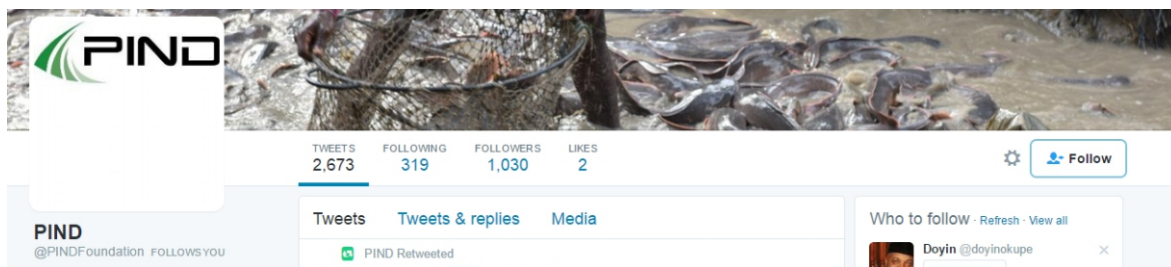 PIND
TWEETS FOLLOWING FOLLOWERS LIKES
2,673 319 1,030 2
Follow
PIND
@PINDFoundation FOLLOWS YOU
Tweets Tweets & replies Media
PIND Retweeted
Who to follow · Refresh · View all
Doyin @doyinokupe